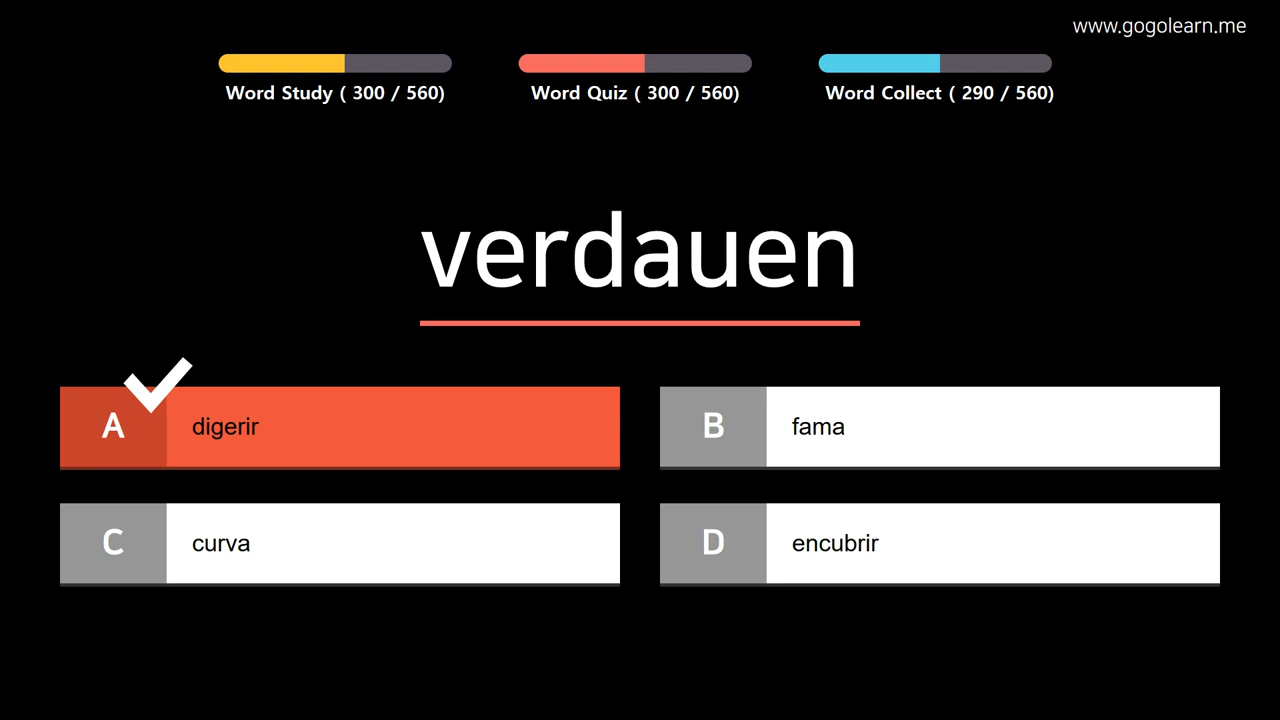 www.gogolearn.me
Word Study ( 300 / 560)
Word Quiz ( 300 / 560)
Word Collect ( 290 / 560)
verdauen
A digerir
B fama
C curva
D encubrir